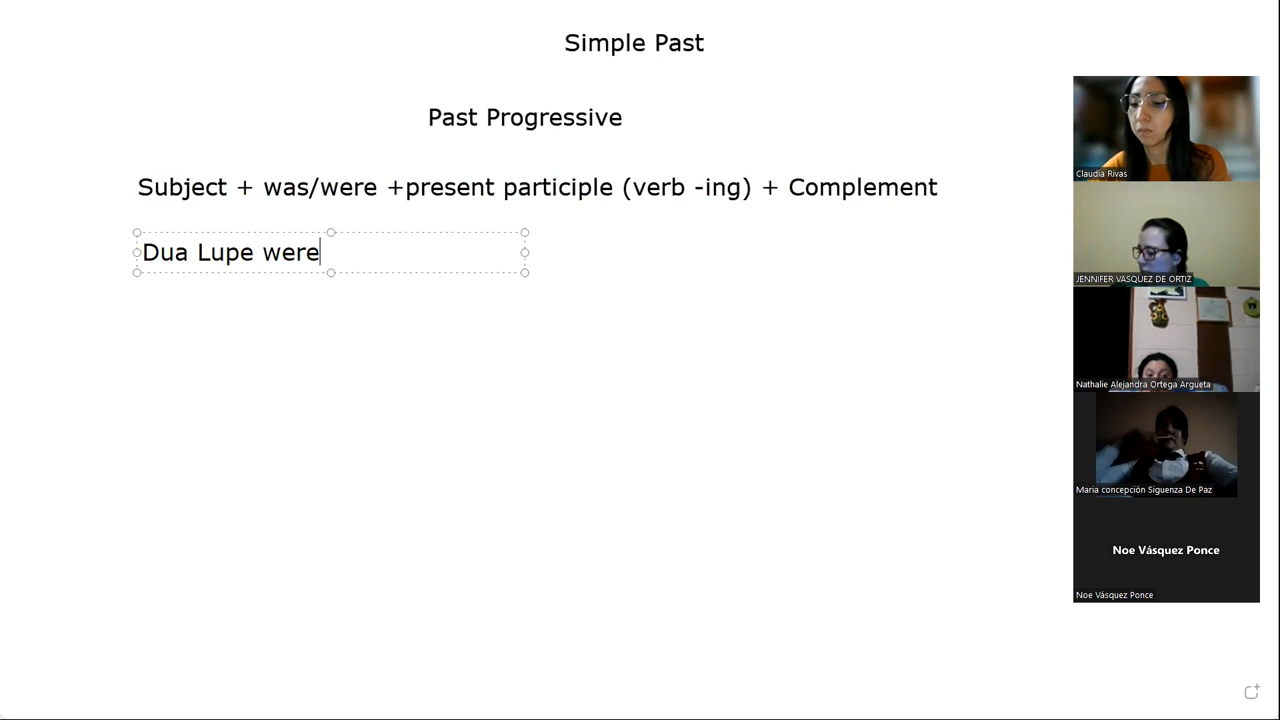 Simple Past
Past Progressive
Subject + was/were +present participle (verb -ing) + Complement
Dua Lupe were
Claudia Rivas
JENNIFER VASQUEZ DE ORTIZ
Nathalie Alejandra Ortega Argueta
Maria concepción Siguenza De Paz
Noe Vásquez Ponce
Noe Vásquez Ponce